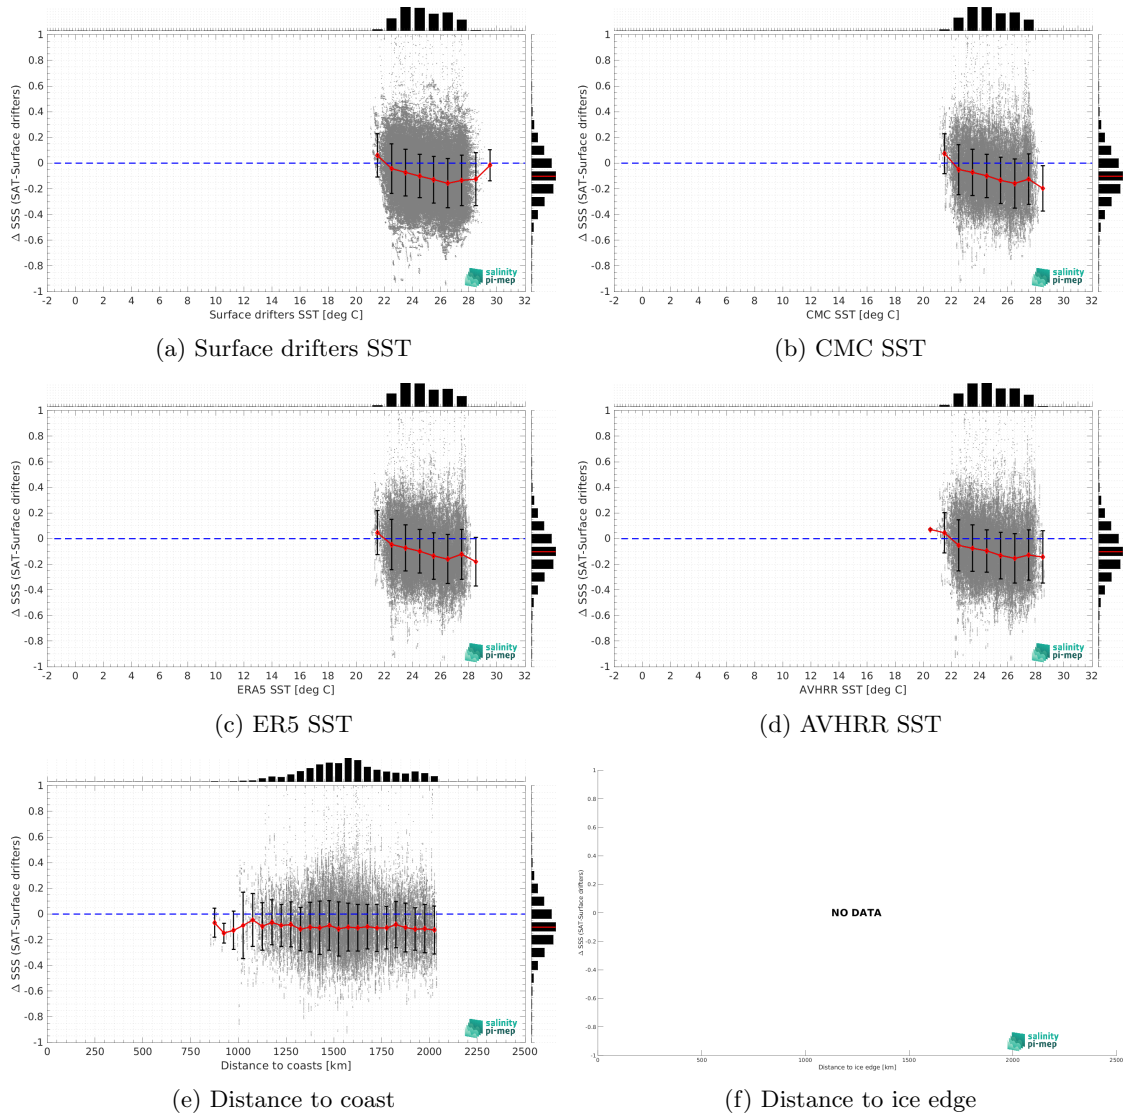 1
0.8
0.6
0.4
0.2
0
-0.2
-0.4
-0.6
-0.8
-1
Δ SSS (SAT-Surface drifters)
-2 0 2 4 6 8 10 12 14 16 18 20 22 24 26 28 30 32
Surface drifters SST [deg C]
salinity
pi-mep
(a) Surface drifters SST
1
0.8
0.6
0.4
0.2
0
-0.2
-0.4
-0.6
-0.8
-1
Δ SSS (SAT-Surface drifters)
-2 0 2 4 6 8 10 12 14 16 18 20 22 24 26 28 30 32
CMC SST [deg C]
salinity
pi-mep
(b) CMC SST
1
0.8
0.6
0.4
0.2
0
-0.2
-0.4
-0.6
-0.8
-1
Δ SSS (SAT-Surface drifters)
-2 0 2 4 6 8 10 12 14 16 18 20 22 24 26 28 30 32
ERA5 SST [deg C]
salinity
pi-mep
(c) ER5 SST
1
0.8
0.6
0.4
0.2
0
-0.2
-0.4
-0.6
-0.8
-1
Δ SSS (SAT-Surface drifters)
-2 0 2 4 6 8 10 12 14 16 18 20 22 24 26 28 30 32
AVHRR SST [deg C]
salinity
pi-mep
(d) AVHRR SST
1
0.8
0.6
0.4
0.2
0
-0.2
-0.4
-0.6
-0.8
-1
Δ SSS (SAT-Surface drifters)
0 250 500 750 1000 1250 1500 1750 2000 2250 2500
Distance to coasts [km]
salinity
pi-mep
(e) Distance to coast
1
0.8
0.6
0.4
0.2
0
-0.2
-0.4
-0.6
-0.8
-1
Δ SSS (SAT-Surface drifters)
NO DATA
0 500 1000 1500 2000 2500
Distance to ice edge [km]
salinity
pi-mep
(f) Distance to ice edge